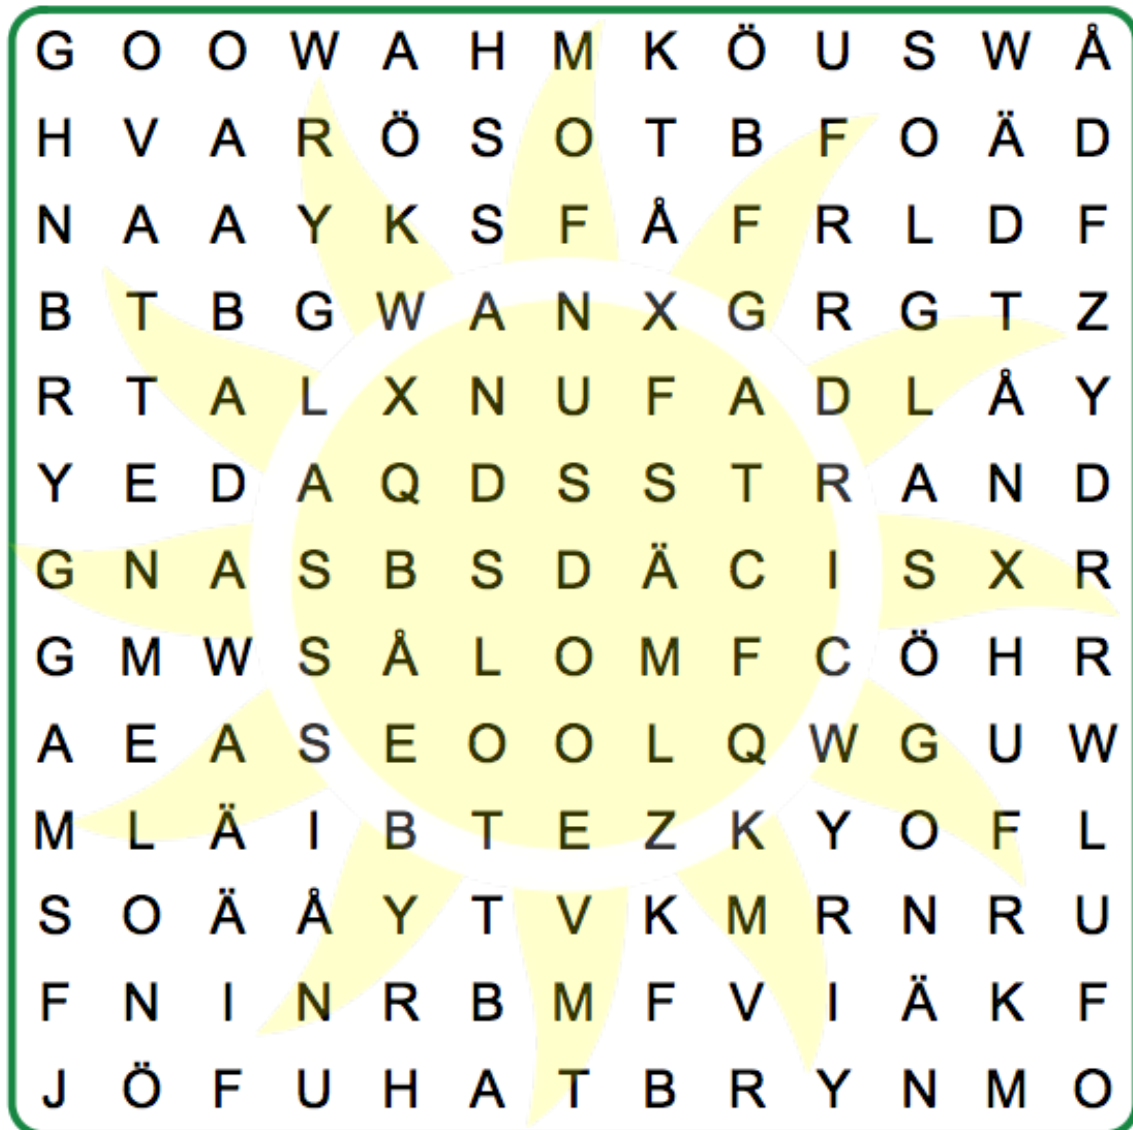 G O O W A H M K Ö U S W Å
H V A R Ö S O T B F O Ä D
N A A Y K S F Å F R L D F
B T B G W A N X G R G T Z
R T A L X N U F A D L Å Y
Y E D A Q D S S T R A N D
G N A S B S D Ä C I S X R
G M W S Å L O M F C Ö H R
A E A S E O O L Q W G U W
M L Ä I B T E Z K Y O F L
S O Ä Å Y T V K M R N R U
F N I N R B M F V I Ä K F
J Ö F U H A T B R Y N M O